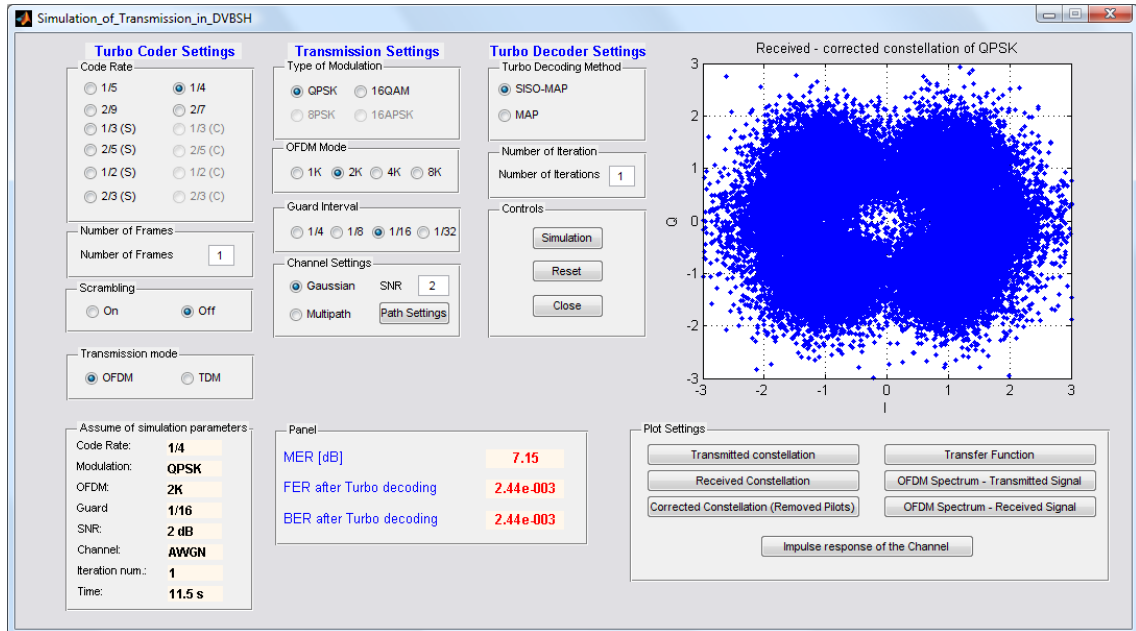 Simulation_of_Transmission_in_DVBSH
Turbo Coder Settings
Code Rate
1/5 1/4
2/9 2/7
1/3 (S) 1/3 (C)
2/5 (S) 2/5 (C)
1/2 (S) 1/2 (C)
2/3 (S) 2/3 (C)
Number of Frames
Number of Frames 1
Scrambling
On Off
Transmission mode
OFDM TDM
Transmission Settings
Type of Modulation
QPSK 16QAM
8PSK 16APSK
OFDM Mode
1K 2K 4K 8K
Guard Interval
1/4 1/8 1/16 1/32
Channel Settings
Gaussian SNR 2
Multipath Path Settings
Turbo Decoder Settings
Turbo Decoding Method
SISO-MAP
MAP
Number of Iteration
Number of Iterations 1
Controls
Simulation
Reset
Close
Received - corrected constellation of QPSK
3
2
1
0
-1
-2
-3
Q
-3 -2 -1 0 1 2 3
I
Assume of simulation parameters
Code Rate: 1/4
Modulation: QPSK
OFDM: 2K
Guard 1/16
SNR: 2 dB
Channel: AWGN
Iteration num.: 1
Time: 11.5 s
Panel
MER [dB] 7.15
FER after Turbo decoding 2.44e-003
BER after Turbo decoding 2.44e-003
Plot Settings
Transmitted constellation Transfer Function
Received Constellation OFDM Spectrum - Transmitted Signal
Corrected Constellation (Removed Pilots) OFDM Spectrum - Received Signal
Impulse response of the Channel